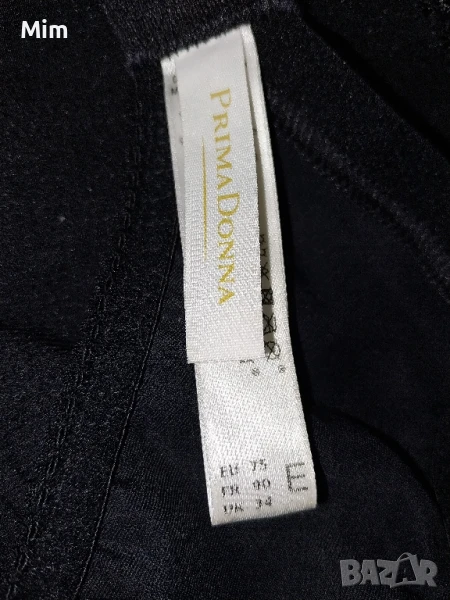 Mim
PRIMADONNA
EU 75
FR 90
UK 34
E
BAZAR